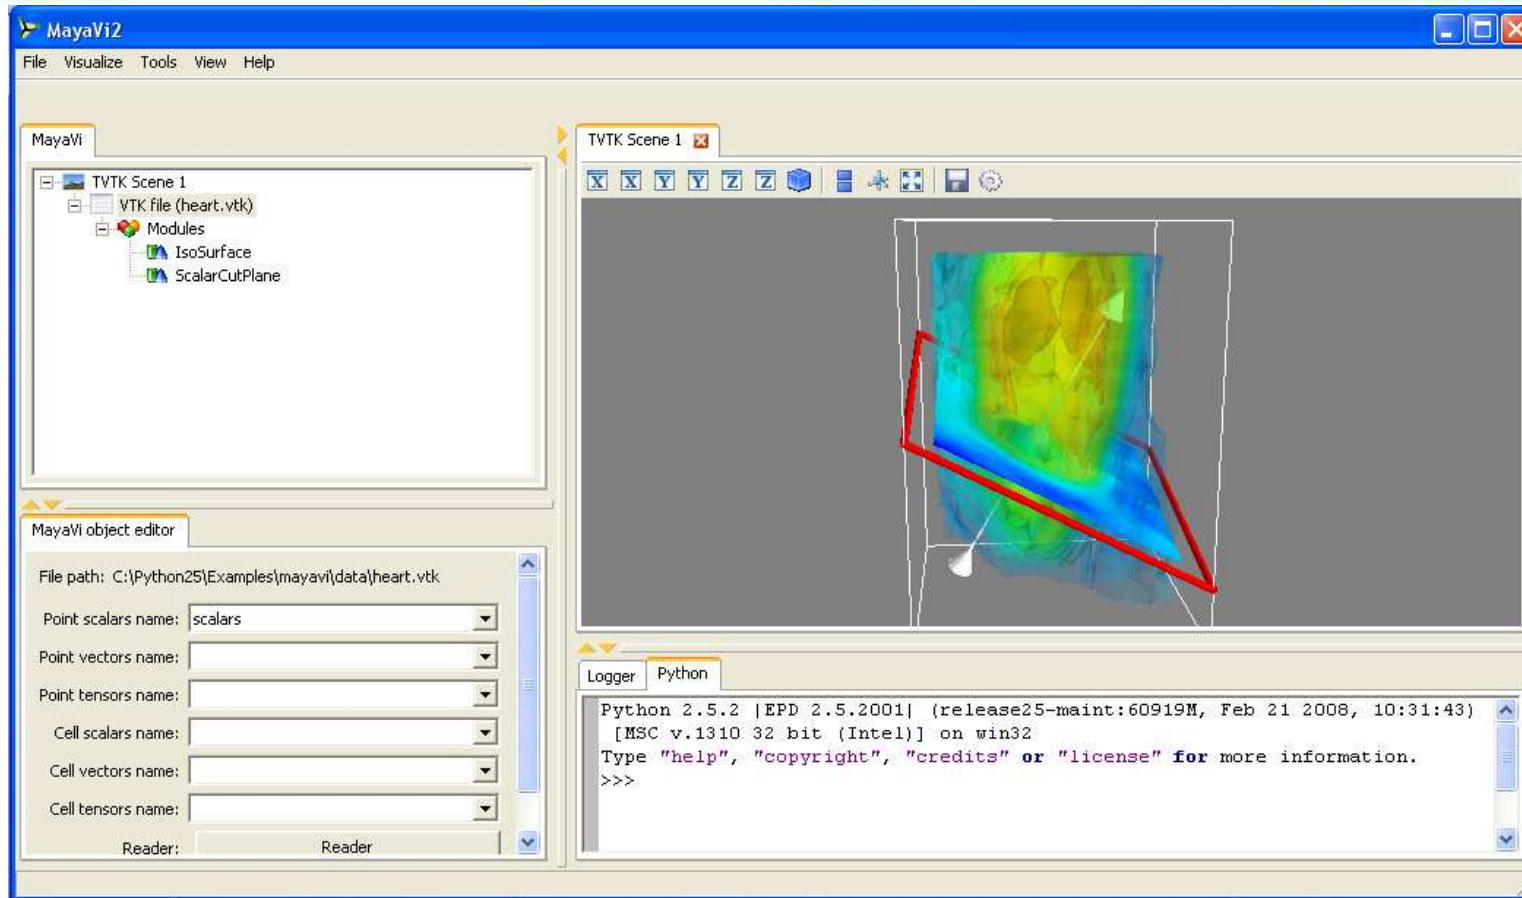 MayaVi2
File Visualize Tools View Help
MayaVi
TVTK Scene 1
VTK file (heart.vtk)
Modules
IsoSurface
ScalarCutPlane
MayaVi object editor
File path: C:\Python25\Examples\mayavi\data\heart.vtk
Point scalars name: scalars
Point vectors name:
Point tensors name:
Cell scalars name:
Cell vectors name:
Cell tensors name:
Reader: Reader
TVTK Scene 1
X X Y Y Z Z
Logger Python
Python 2.5.2 |EPD 2.5.2001| (release25-maint:60919M, Feb 21 2008, 10:31:43)
[MSC v.1310 32 bit (Intel)] on win32
Type "help", "copyright", "credits" or "license" for more information.
>>>